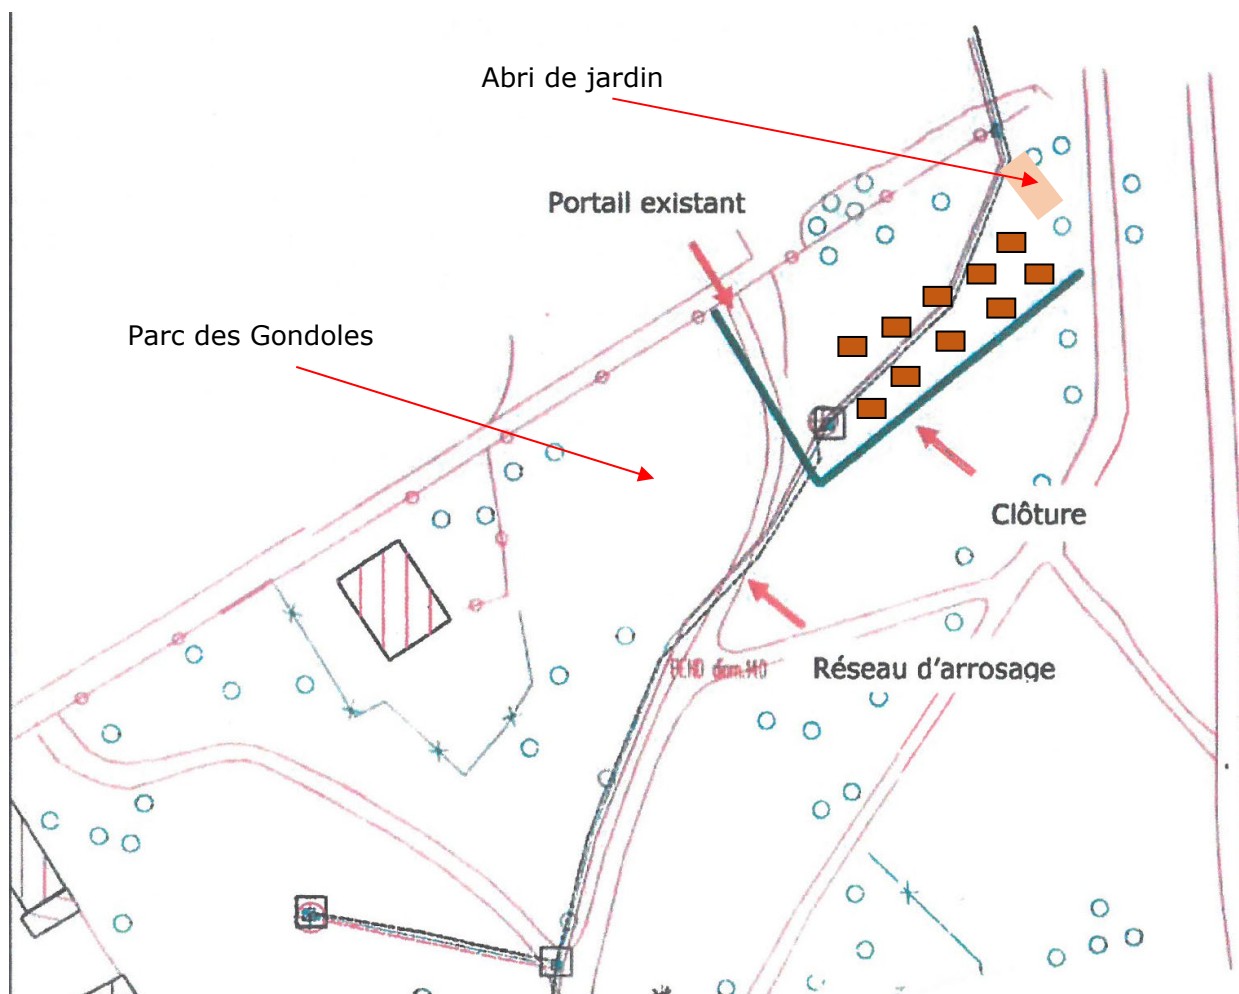 Abri de jardin
Portail existant
Parc des Gondoles
Clôture
Réseau d'arrosage